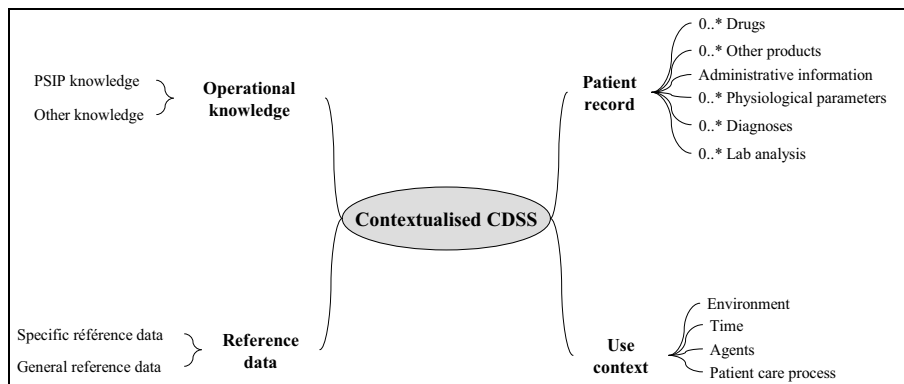 PSIP knowledge
Other knowledge
Operational
knowledge
Patient
record
0..* Drugs
0..* Other products
Administrative information
0..* Physiological parameters
0..* Diagnoses
0..* Lab analysis
Contextualised CDSS
Specific référence data
General reference data
Reference
data
Use
context
Environment
Time
Agents
Patient care process